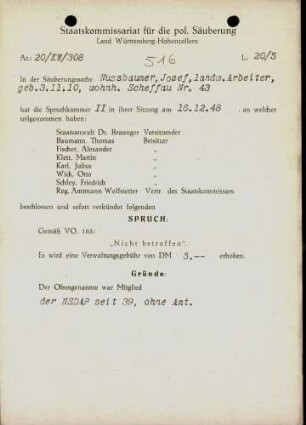 Staatskommissariat für die pol. Säuberung
Land Württemberg-Hohenzollern
Az: 20/XW/308
L: 20/5
516
In der Säuberungssache Nussbaumer, Josef, landw. Arbeiter,
geb. 3.11.10, wohnh. Scheffau Nr. 43
hat die Spruchkammer II in ihrer Sitzung am 16.12.48, an welcher
teilgenommen haben:
Staatsanwalt Dr. Brasenger Vorsitzender
Baumann, Thomas Beisitzer
Fischer, Alexander "
Klett, Martin "
Karl, Julius "
Wick, Otto "
Schley, Friedrich "
Reg. Amtmann Wolfstetter Vertr. des Staatskommissars
beschlossen und sofort verkündet folgenden
SPRUCH:
Gemäß VO. 165:
„Nicht betroffen".
Es wird eine Verwaltungsgebühr von DM 5,-- erhoben.
Gründe:
Der Obengenannte war Mitglied
der NSDAP seit 39, ohne Amt.